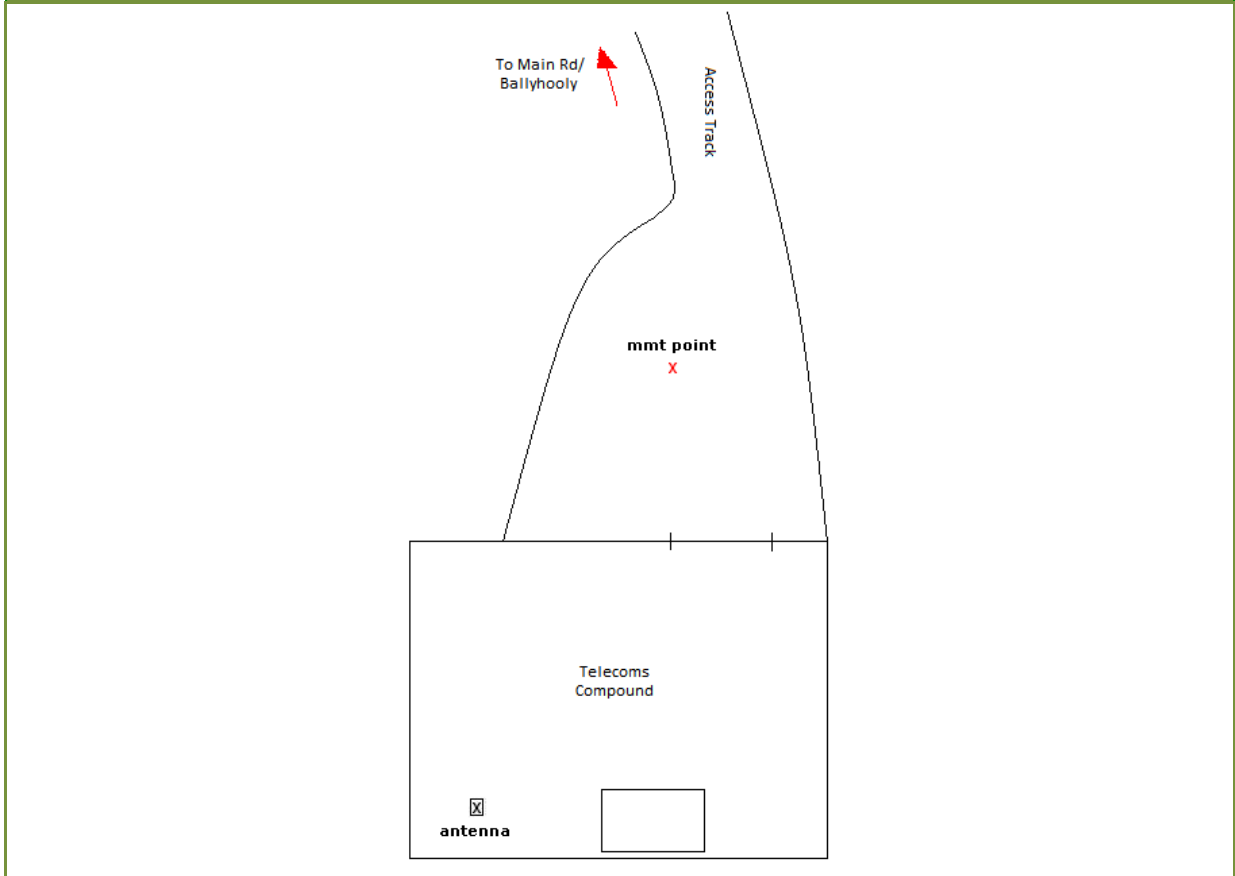 To Main Rd/
Ballyhooly
Access Track
mmt point
X
Telecoms
Compound
X
antenna